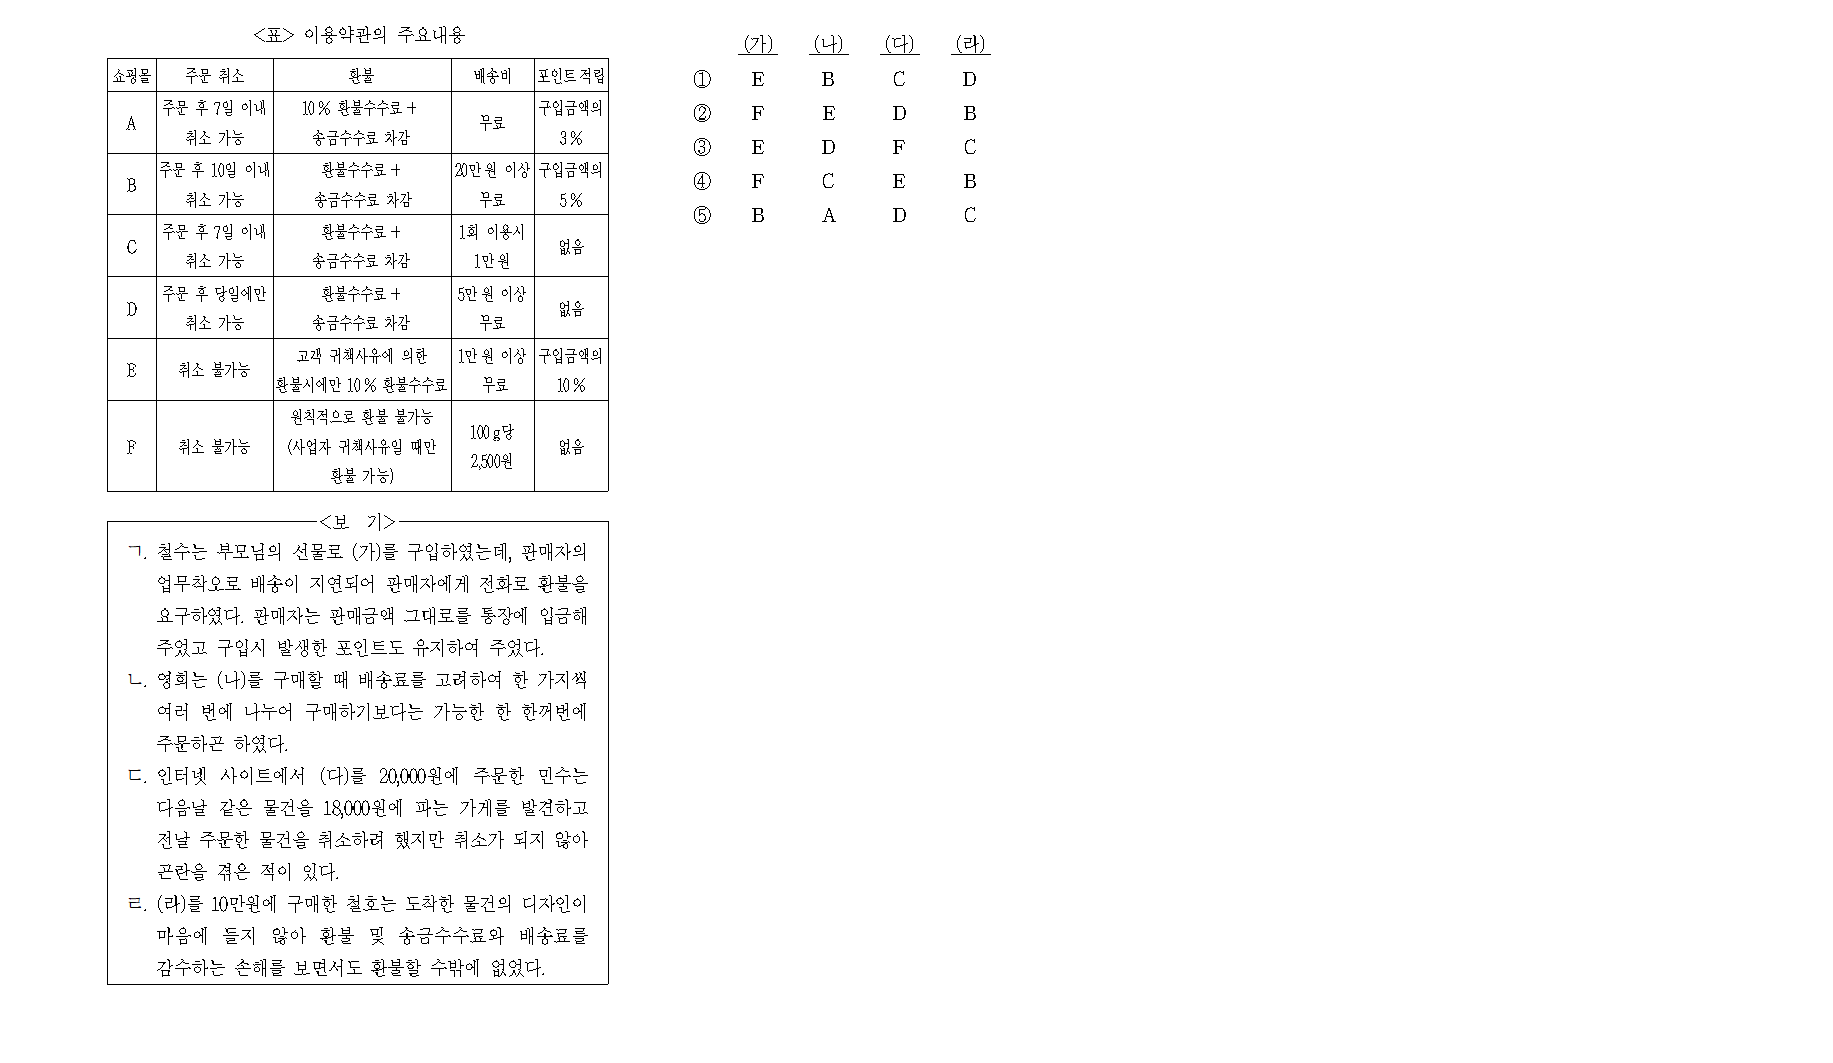 <표> 이용약관의 주요내용
쇼핑몰 주문 취소 환불 배송비 포인트 적립
A 주문 후 7일 이내 취소 가능 10% 환불수수료+ 송금수수료 차감 무료 구입금액의 3%
B 주문 후 10일 이내 취소 가능 환불수수료+ 송금수수료 차감 20만원 이상 무료 구입금액의 5%
C 주문 후 7일 이내 취소 가능 환불수수료+ 송금수수료 차감 1회 이용시 1만원 없음
D 주문 후 당일에만 취소 가능 환불수수료+ 송금수수료 차감 5만원 이상 무료 없음
E 취소 불가능 고객 귀책사유에 의한 환불시에만 10% 환불수수료 1만원 이상 무료 구입금액의 10%
F 취소 불가능 원칙적으로 환불 불가능 (사업자 귀책사유일 때만 환불 가능) 100g당 2,500원 없음
<보 기>
ㄱ. 철수는 부모님의 선물로 (가)를 구입하였는데, 판매자의
업무착오로 배송이 지연되어 판매자에게 전화로 환불을
요구하였다. 판매자는 판매금액 그대로를 통장에 입금해
주었고 구입시 발생한 포인트도 유지하여 주었다.
ㄴ. 영희는 (나)를 구매할 때 배송료를 고려하여 한 가지씩
여러 번에 나누어 구매하기보다는 가능한 한 한꺼번에
주문하곤 하였다.
ㄷ. 인터넷 사이트에서 (다)를 20,000원에 주문한 민수는
다음날 같은 물건을 18,000원에 파는 가게를 발견하고
전날 주문한 물건을 취소하려 했지만 취소가 되지 않아
곤란을 겪은 적이 있다.
ㄹ. (라)를 10만원에 구매한 철호는 도착한 물건의 디자인이
마음에 들지 않아 환불 및 송금수수료와 배송료를
감수하는 손해를 보면서도 환불할 수밖에 없었다.
(가) (나) (다) (라)
① E B C D
② F E D B
③ E D F C
④ F C E B
⑤ B A D C